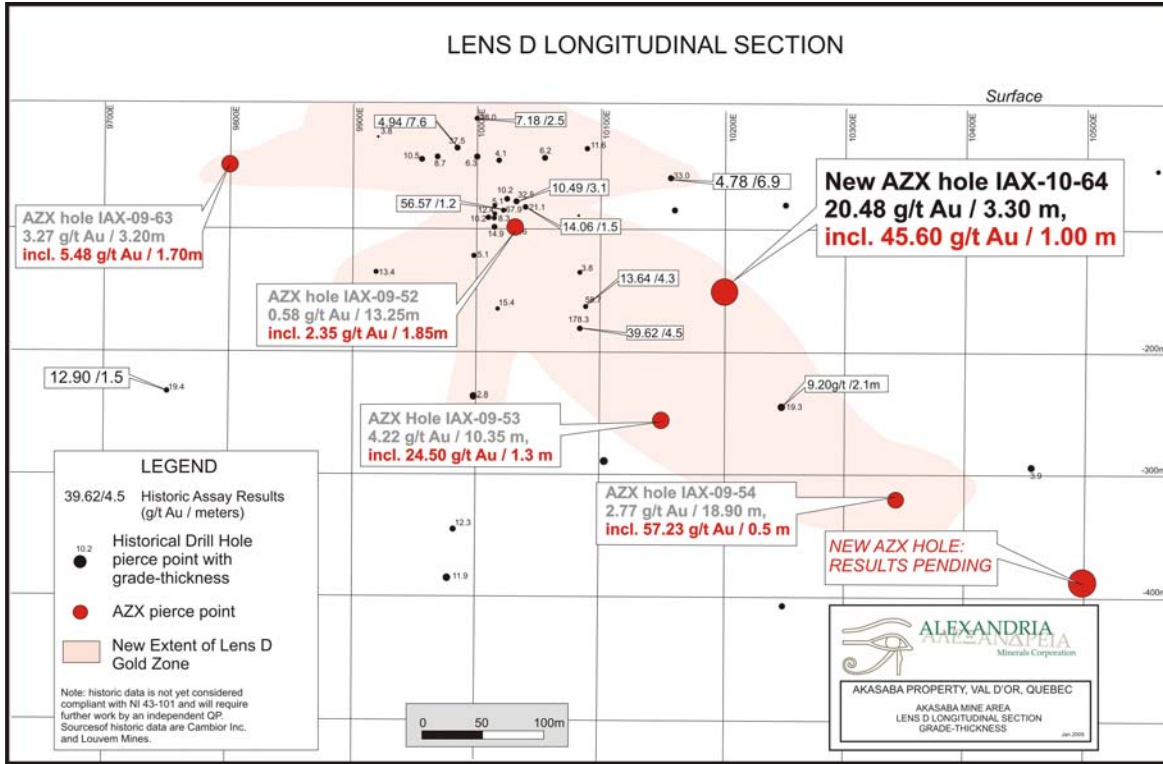 LENS D LONGITUDINAL SECTION
Surface
9700E
9800E
9900E
10000E
10100E
10200E
10300E
10400E
10500E
3.8
4.94 /7.6
37.5
7.18 /2.5
10.5
8.7
6.3
4.1
6.2
11.6
33.0
4.78 /6.9
10.2
32.5
10.49 /3.1
56.57 /1.2
5.1
21.1
10.2
8.3
14.06 /1.5
14.9
5.1
13.4
3.8
15.4
13.64 /4.3
178.3
39.62 /4.5
New AZX hole IAX-10-64
20.48 g/t Au / 3.30 m,
incl. 45.60 g/t Au / 1.00 m
AZX hole IAX-09-63
3.27 g/t Au / 3.20m
incl. 5.48 g/t Au / 1.70m
AZX hole IAX-09-52
0.58 g/t Au / 13.25m
incl. 2.35 g/t Au / 1.85m
-200m
12.90 /1.5
19.4
2.8
9.20g/t /2.1m
19.3
AZX Hole IAX-09-53
4.22 g/t Au / 10.35 m,
incl. 24.50 g/t Au / 1.3 m
-300m
3.9
AZX hole IAX-09-54
2.77 g/t Au / 18.90 m,
incl. 57.23 g/t Au / 0.5 m
12.3
11.9
NEW AZX HOLE:
RESULTS PENDING
-400m
LEGEND
39.62/4.5 Historic Assay Results
(g/t Au / meters)
10.2
Historical Drill Hole
pierce point with
grade-thickness
AZX pierce point
New Extent of Lens D
Gold Zone
Note: historic data is not yet considered
compliant with NI 43-101 and will require
further work by an independent QP.
Sourcesof historic data are Cambior Inc.
and Louvem Mines.
0 50 100m
ALEXANDRIA
ΑΛΕΞΑΝΔΡΕΙΑ
Minerals Corporation
AKASABA PROPERTY, VAL D'OR, QUEBEC
AKASABA MINE AREA
LENS D LONGITUDINAL SECTION
GRADE-THICKNESS
Jan 2009